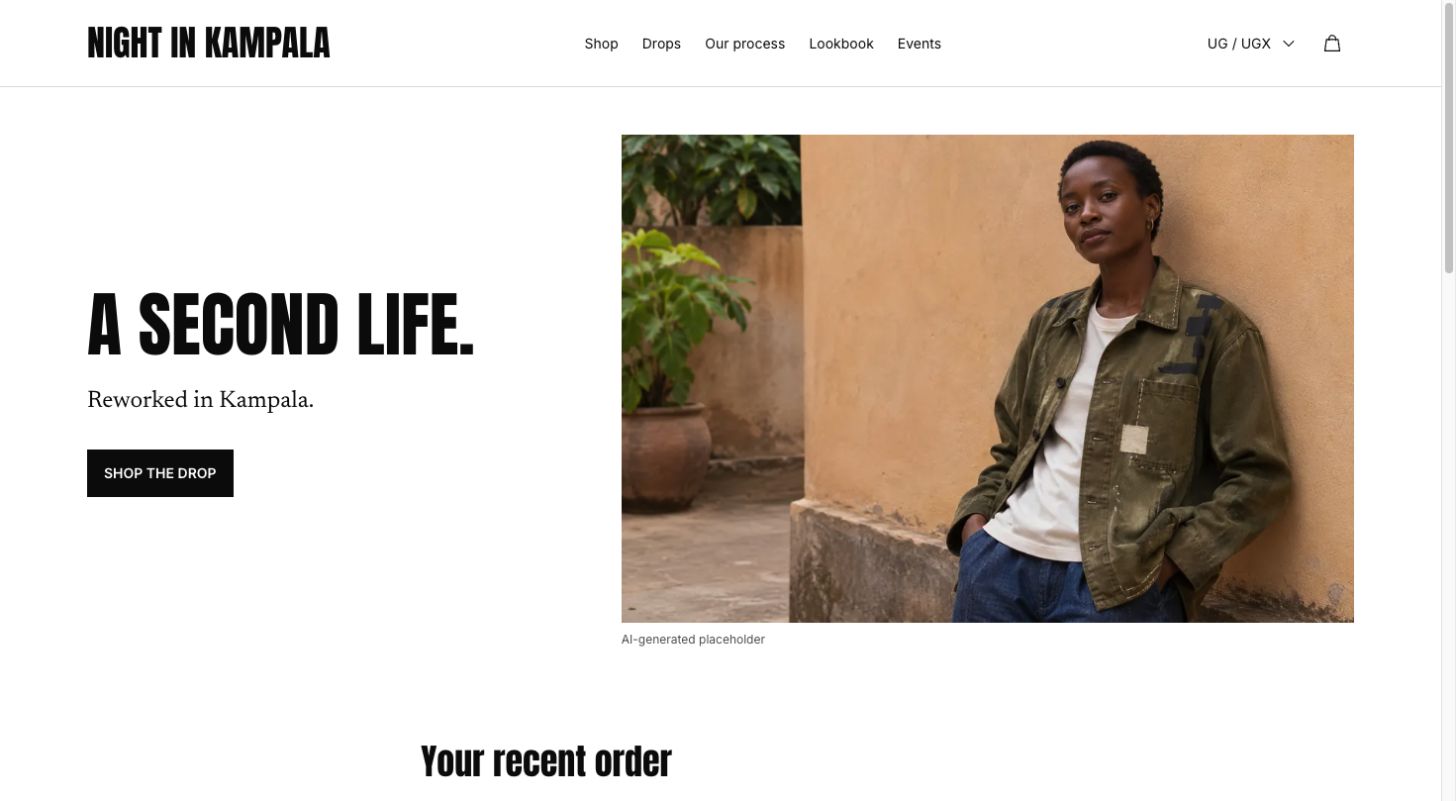 NIGHT IN KAMPALA
Shop Drops Our process Lookbook Events
UG / UGX
A SECOND LIFE.
Reworked in Kampala.
SHOP THE DROP
AI-generated placeholder
Your recent order